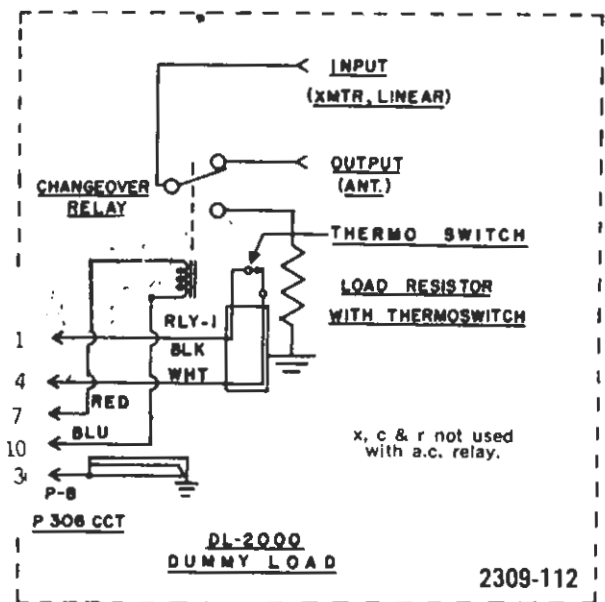 INPUT
(XMTR, LINEAR)
OUTPUT
(ANT.)
CHANGEOVER
RELAY
THERMO SWITCH
LOAD RESISTOR
WITH THERMOSWITCH
RLY-1
1
BLK
4
WHT
7
RED
10
BLU
3
P-8
P 306 CCT
x, c & r not used
with a.c. relay.
DL-2000
DUMMY LOAD
2309-112